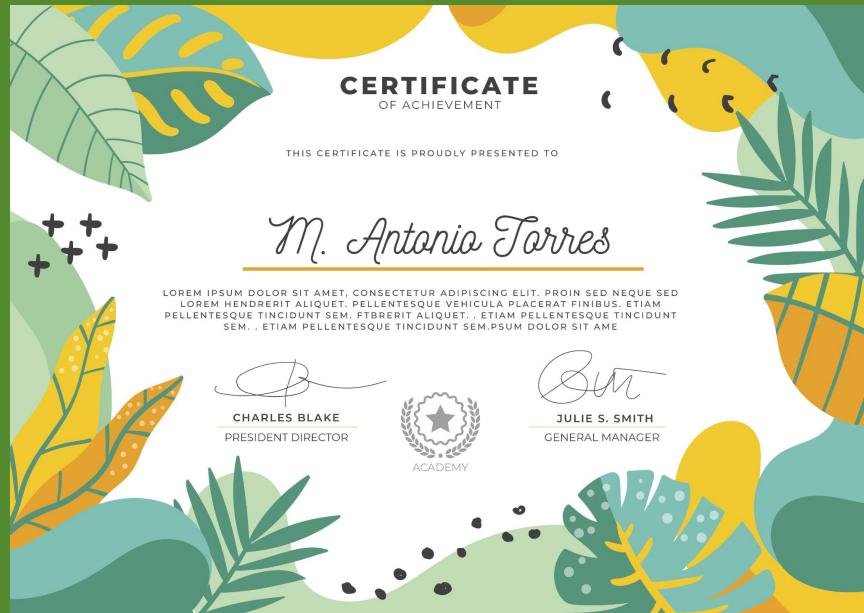 CERTIFICATE
OF ACHIEVEMENT
THIS CERTIFICATE IS PROUDLY PRESENTED TO
M. Antonio Torres
LOREM IPSUM DOLOR SIT AMET, CONSECTETUR ADIPISCING ELIT. PROIN SED NEQUE SED
LOREM HENDRERIT ALIQUET. PELLENTESQUE VEHICULA PLACERAT FINIBUS. ETIAM
PELLENTESQUE TINCIDUNT SEM. FTBRERIT ALIQUET. . ETIAM PELLENTESQUE TINCIDUNT
SEM. . ETIAM PELLENTESQUE TINCIDUNT SEM.PSUM DOLOR SIT AME
CHARLES BLAKE
PRESIDENT DIRECTOR
ACADEMY
JULIE S. SMITH
GENERAL MANAGER